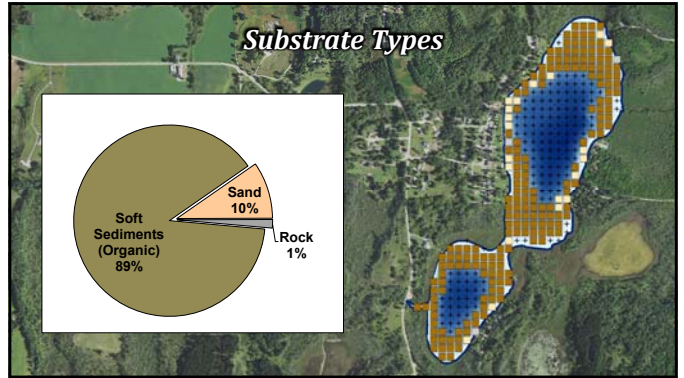 Substrate Types
Sand
10%
Soft
Sediments
(Organic)
89%
Rock
1%